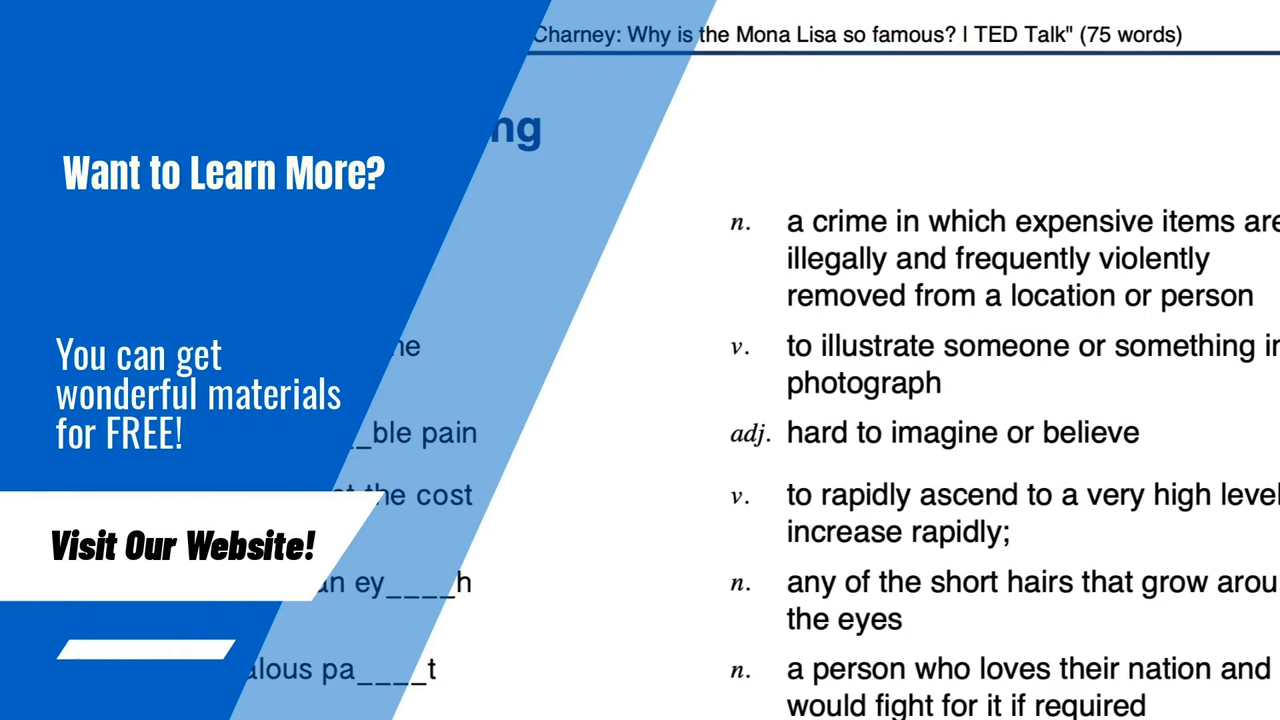 Charney: Why is the Mona Lisa so famous? | TED Talk" (75 words)
ng
Want to Learn More?
You can get
wonderful materials
for FREE!
Visit Our Website!
n. a crime in which expensive items are
illegally and frequently violently
removed from a location or person
he v. to illustrate someone or something in
photograph
_ble pain adj. hard to imagine or believe
the cost v. to rapidly ascend to a very high level
increase rapidly;
an ey____h n. any of the short hairs that grow arou
the eyes
alous pa____t n. a person who loves their nation and
would fight for it if required